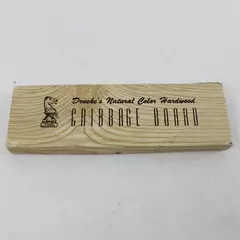 Drueke's Natural Color Hardwood
CRIBBAGE BOARD